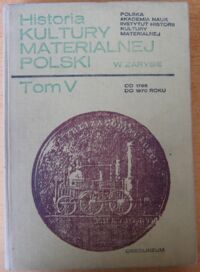 Historia
KULTURY
MATERIALNEJ
POLSKI
W ZARYSIE
POLSKA
AKADEMIA NAUK
INSTYTUT HISTORII
KULTURY
MATERIALNEJ
Tom V
OD 1795
DO 1870 ROKU
OSSOLINEUM